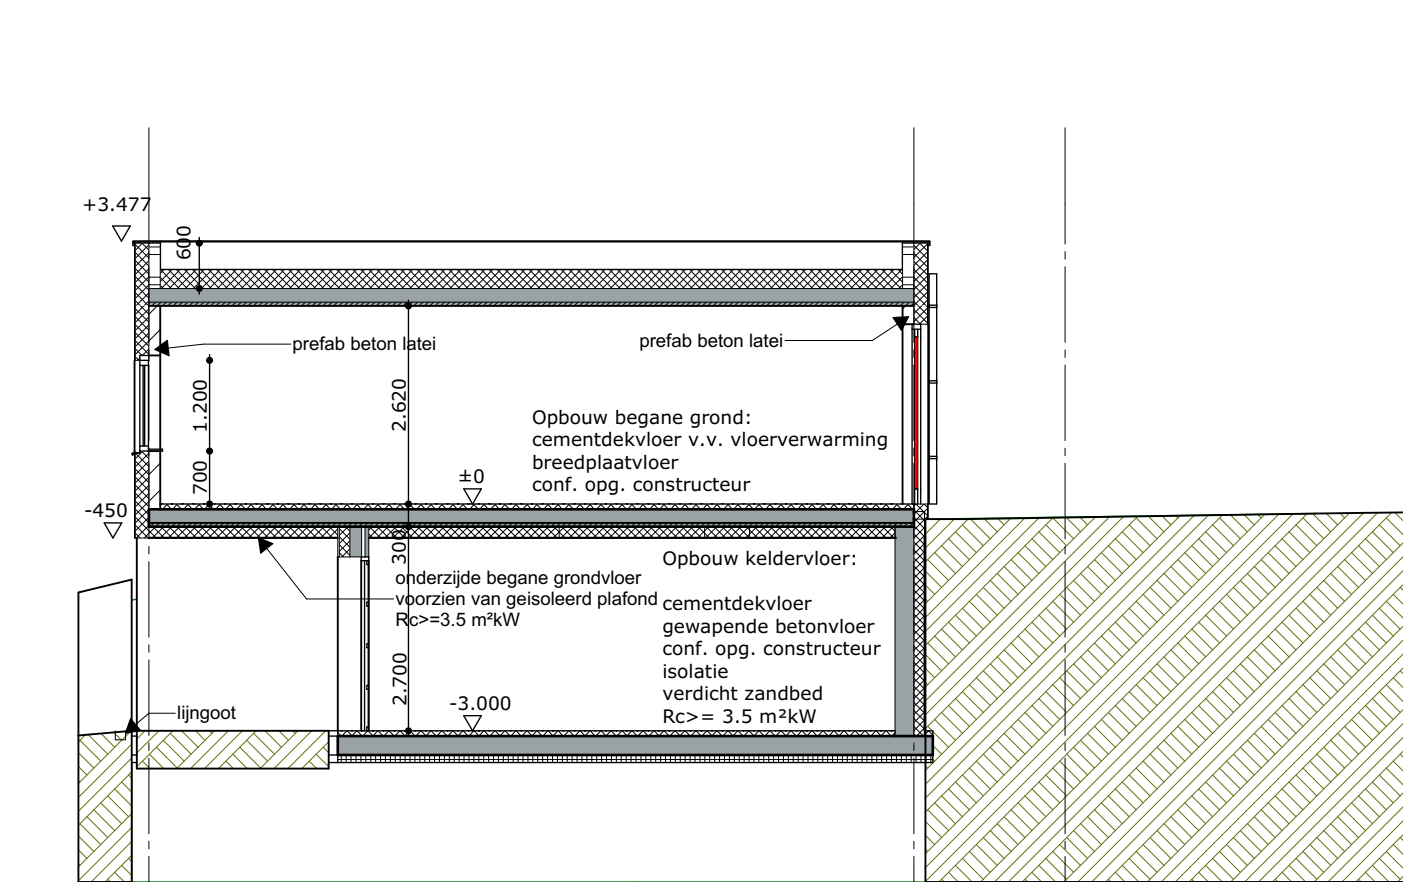 +3.477
600
prefab beton latei
prefab beton latei
1.200
2.620
Opbouw begane grond:
cementdekvloer v.v. vloerverwarming
breedplaatvloer
conf. opg. constructeur
700
±0
-450
300
onderzijde begane grondvloer
voorzien van geisoleerd plafond
Rc>=3.5 m²kW
Opbouw keldervloer:
cementdekvloer
gewapende betonvloer
conf. opg. constructeur
isolatie
verdicht zandbed
Rc>= 3.5 m²kW
2.700
-3.000
lijngoot